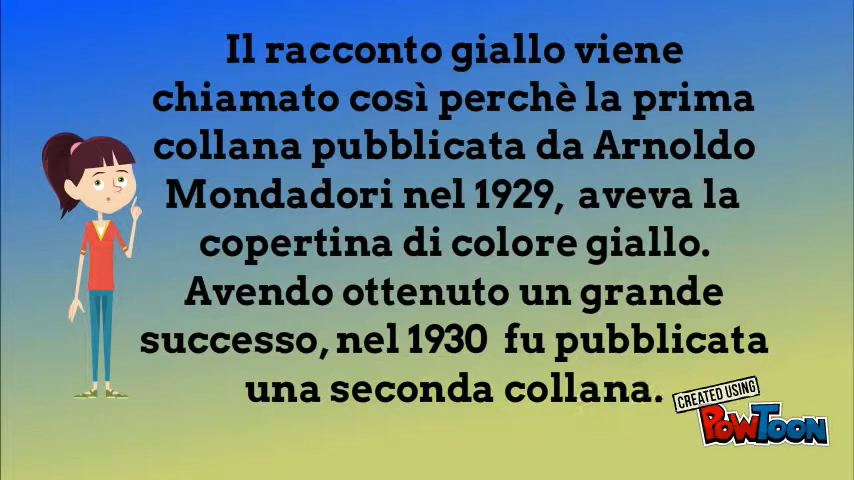 Il racconto giallo viene
chiamato così perchè la prima
collana pubblicata da Arnoldo
Mondadori nel 1929, aveva la
copertina di colore giallo.
Avendo ottenuto un grande
successo, nel 1930 fu pubblicata
una seconda collana.
CREATED USING
POWTOON